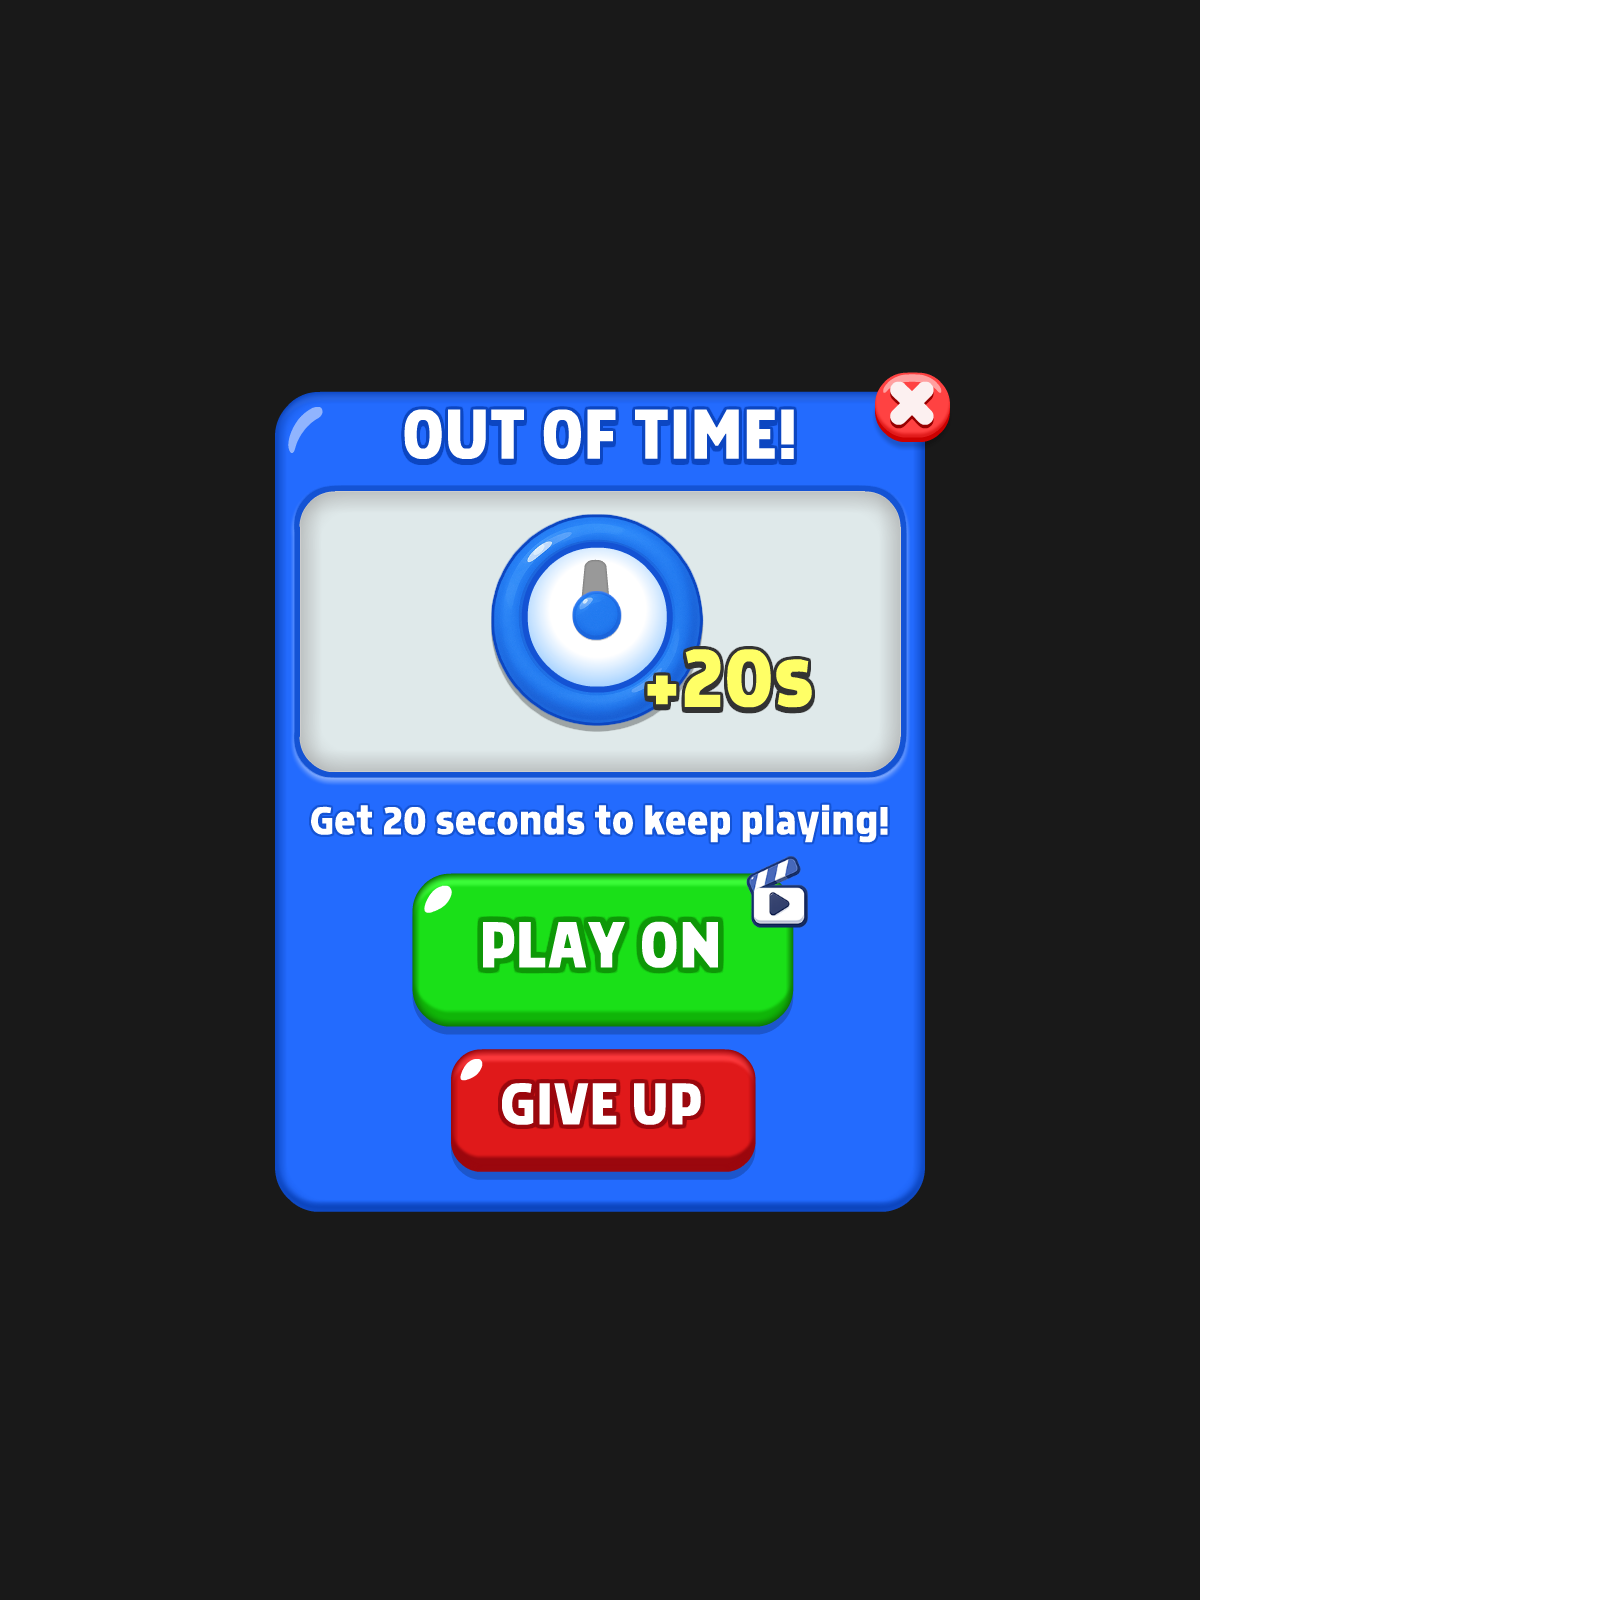 OUT OF TIME!
+20s
Get 20 seconds to keep playing!
PLAY ON
GIVE UP